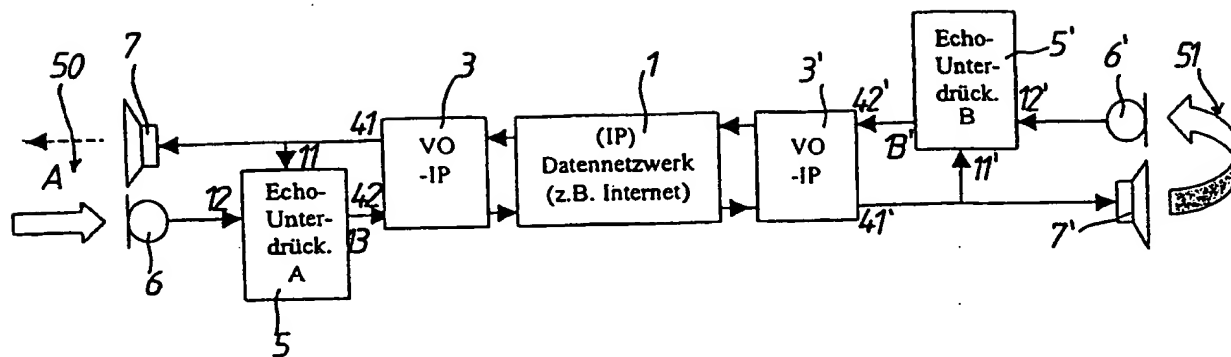 50
7
A
6
12
11
Echo-
Unter-
drück.
A
5
13
41
42
3
VO
-IP
1
(IP)
Datennetzwerk
(z.B. Internet)
3'
VO
-IP
42'
41'
13'
Echo-
Unter-
drück.
B
5'
12'
11'
6'
7'
51